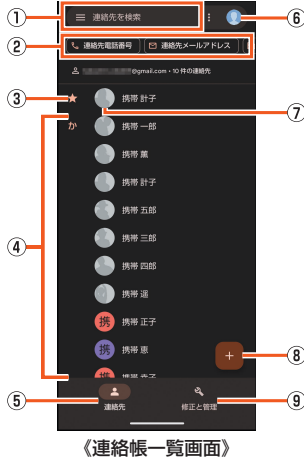 ①
連絡先を検索
⑥
②
連絡先電話番号
連絡先メールアドレス
@gmail.com・10 件の連絡先
③
★
携帯 計子
⑦
か
携帯 一郎
携帯 薫
携帯 計子
携帯 五郎
④
携帯 三郎
携帯 四郎
携帯 遥
携
携帯 正子
携
携帯 恵
+
⑧
携
⑤
連絡先
修正と管理
⑨
《連絡帳一覧画面》